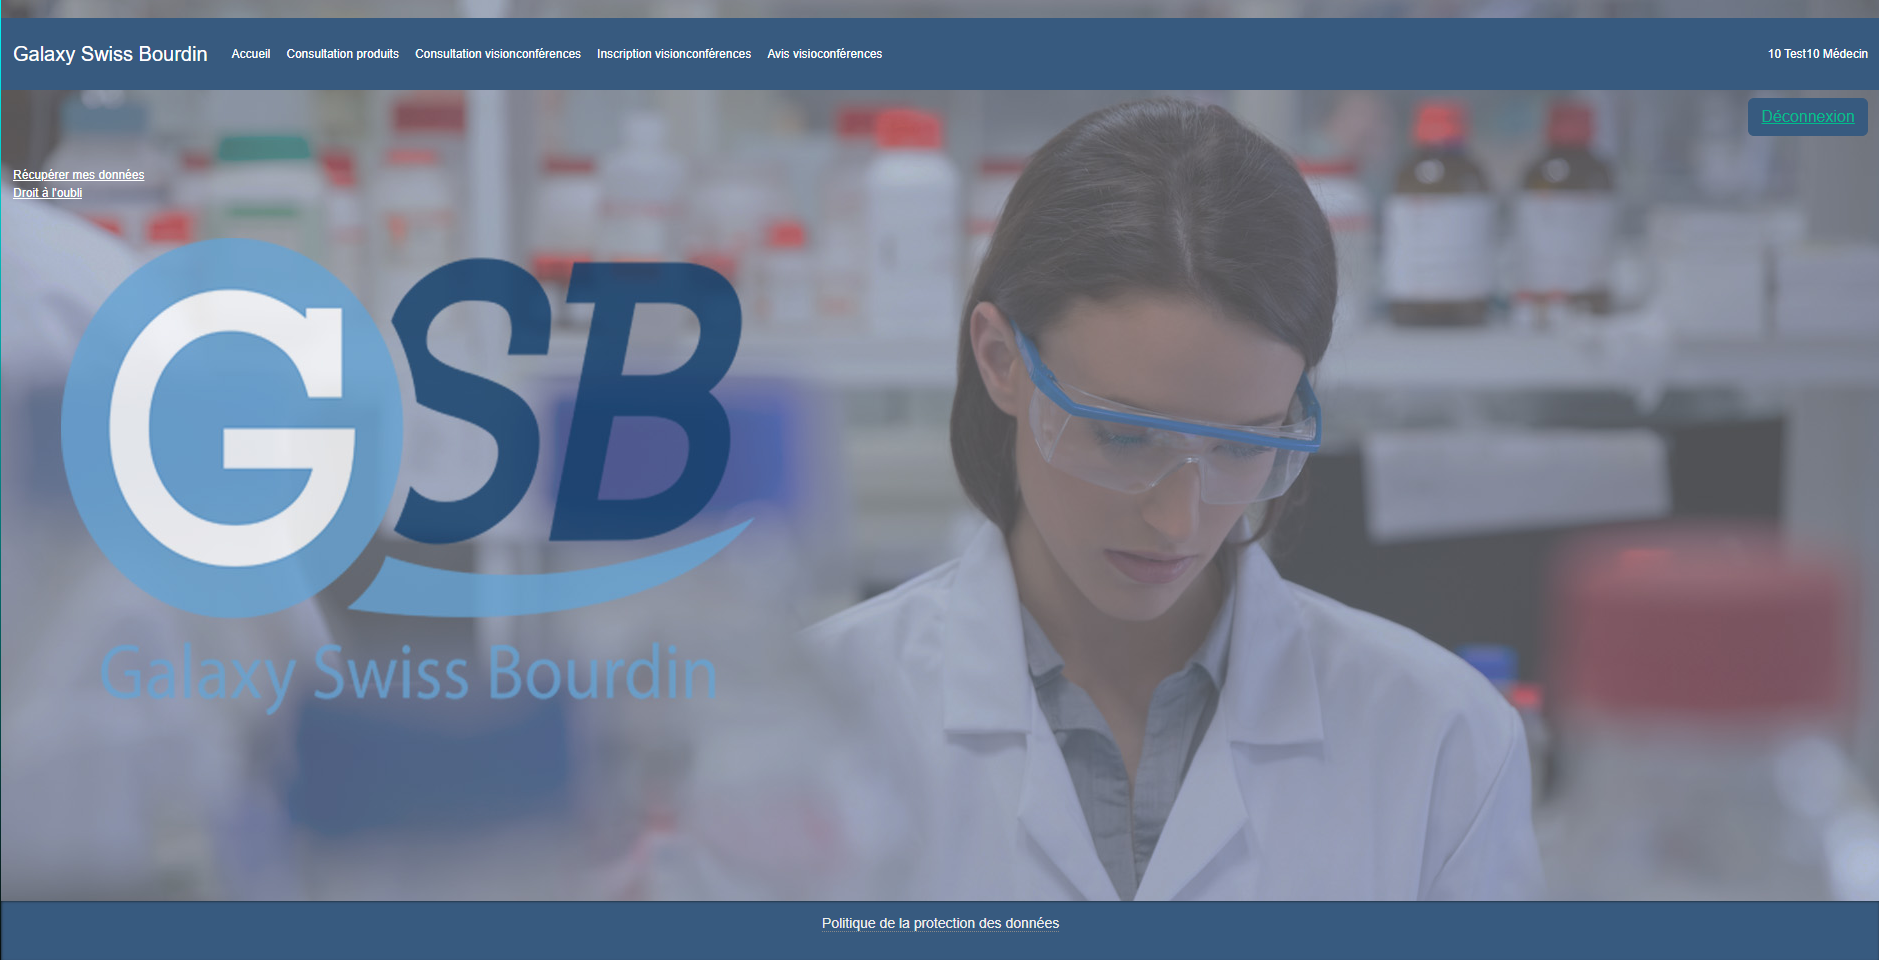 Galaxy Swiss Bourdin Accueil Consultation produits Consultation visionconférences Inscription visionconférences Avis visioconférences 10 Test10 Médecin
Déconnexion
Récupérer mes données
Droit à l'oubli
GSB
Galaxy Swiss Bourdin
Politique de la protection des données